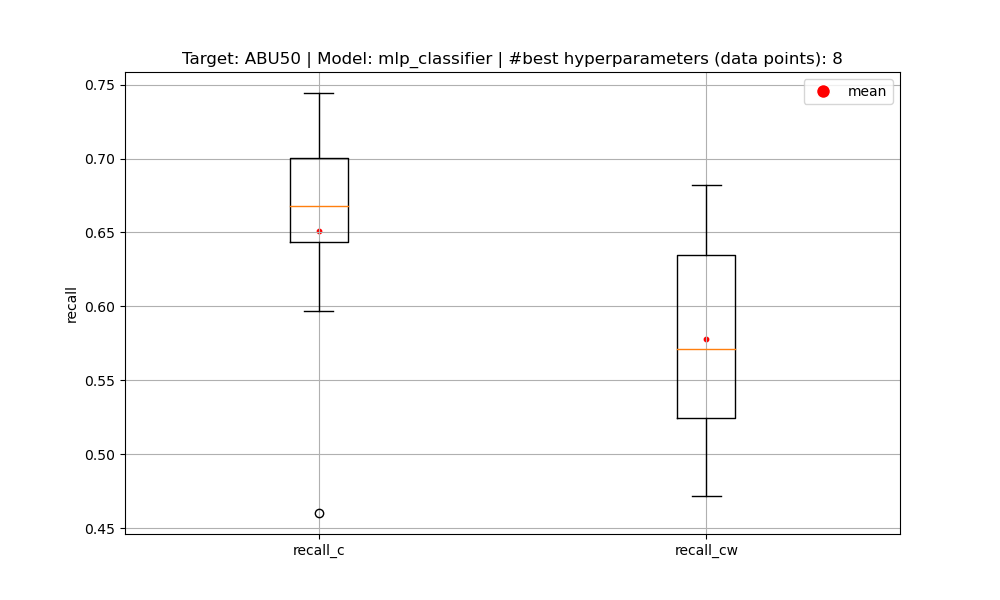 Target: ABU50 | Model: mlp_classifier | #best hyperparameters (data points): 8
mean
0.75
0.70
0.65
0.60
0.55
0.50
0.45
recall
recall_c
recall_cw